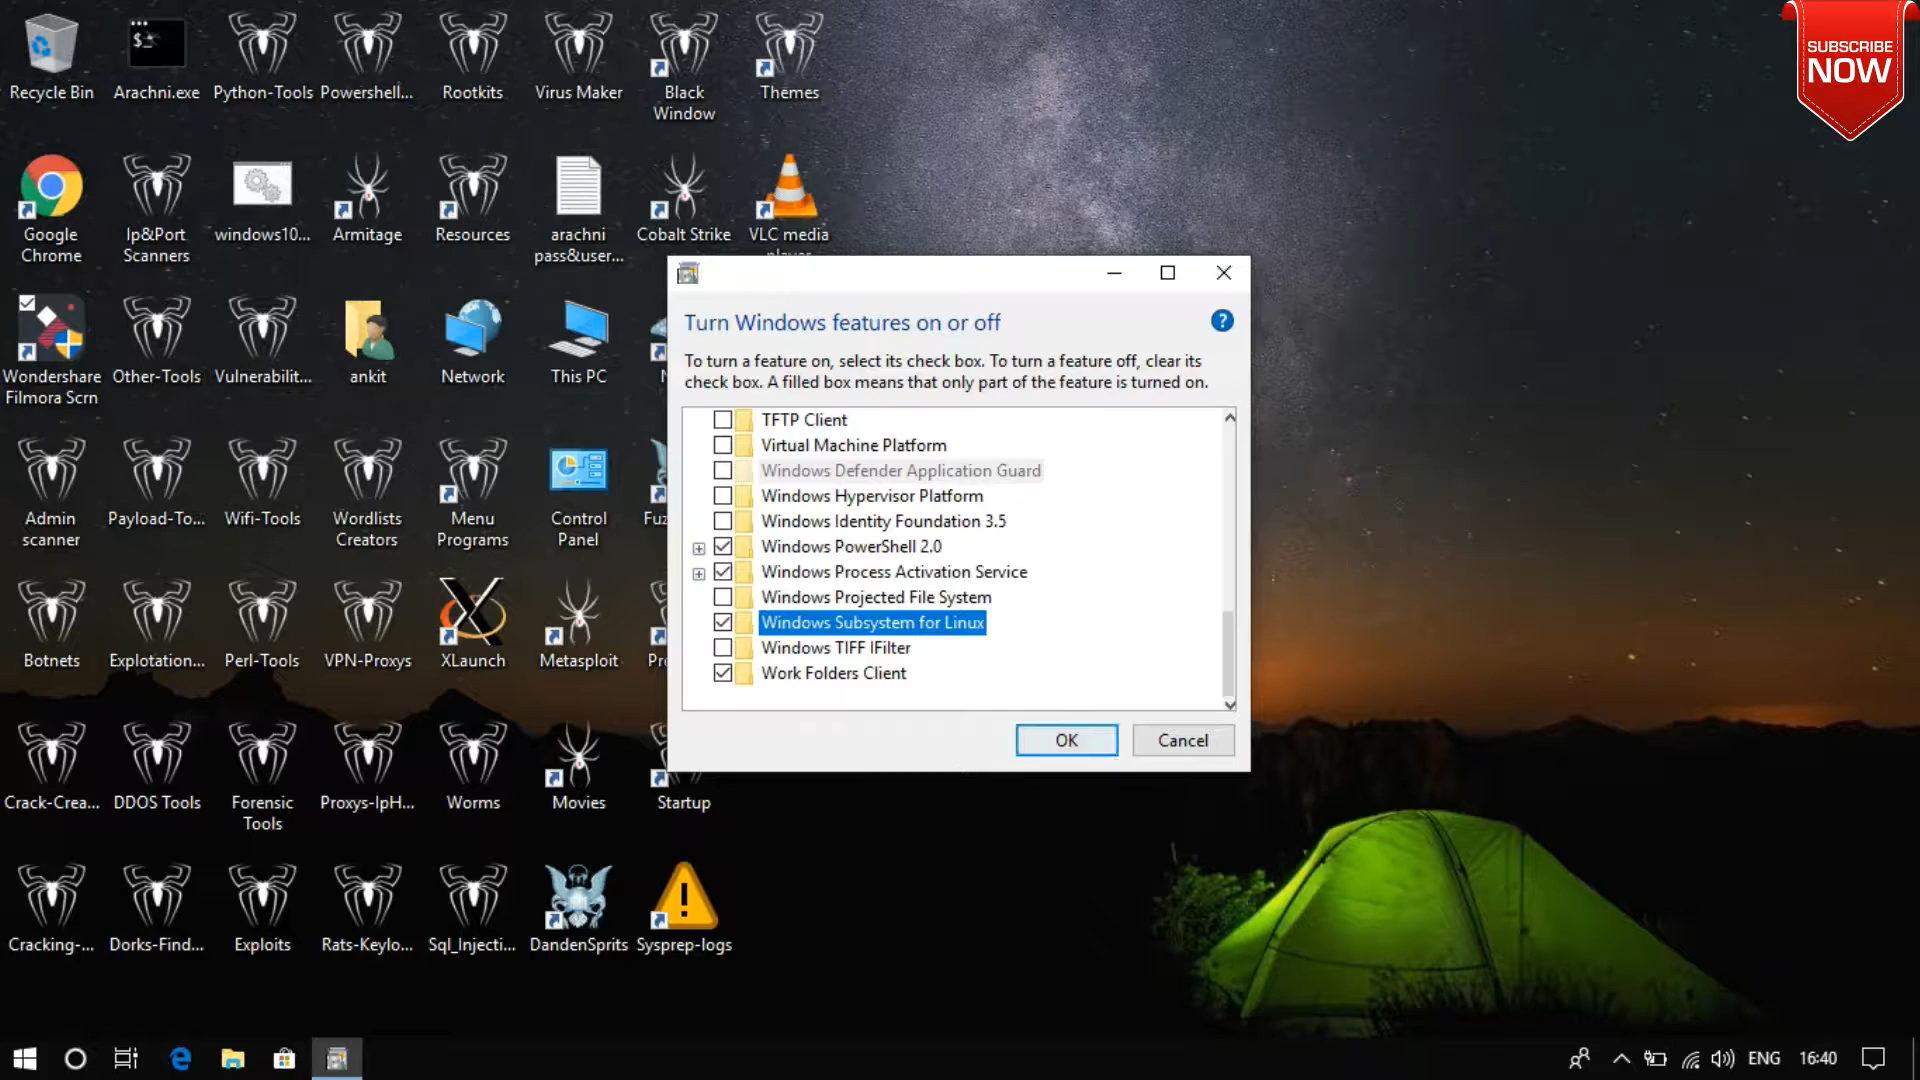 Recycle Bin
Arachni.exe
Python-Tools
Powershell...
Rootkits
Virus Maker
Black
Window
Themes
SUBSCRIBE
NOW
Google
Chrome
Ip&Port
Scanners
windows10...
Armitage
Resources
arachni
pass&user...
Cobalt Strike
VLC media
player
Wondershare
Filmora Scrn
Other-Tools
Vulnerabilit...
ankit
Network
This PC
Admin
scanner
Payload-To...
Wifi-Tools
Wordlists
Creators
Menu
Programs
Control
Panel
Fuz
Botnets
Explotation...
Perl-Tools
VPN-Proxys
XLaunch
Metasploit
Pr
Crack-Crea...
DDOS Tools
Forensic
Tools
Proxys-IpH...
Worms
Movies
Startup
Cracking-...
Dorks-Find...
Exploits
Rats-Keylo...
Sql_Injecti...
DandenSprits
Sysprep-logs
Turn Windows features on or off
?
To turn a feature on, select its check box. To turn a feature off, clear its
check box. A filled box means that only part of the feature is turned on.
TFTP Client
Virtual Machine Platform
Windows Defender Application Guard
Windows Hypervisor Platform
Windows Identity Foundation 3.5
Windows PowerShell 2.0
Windows Process Activation Service
Windows Projected File System
Windows Subsystem for Linux
Windows TIFF IFilter
Work Folders Client
OK
Cancel
ENG
16:40